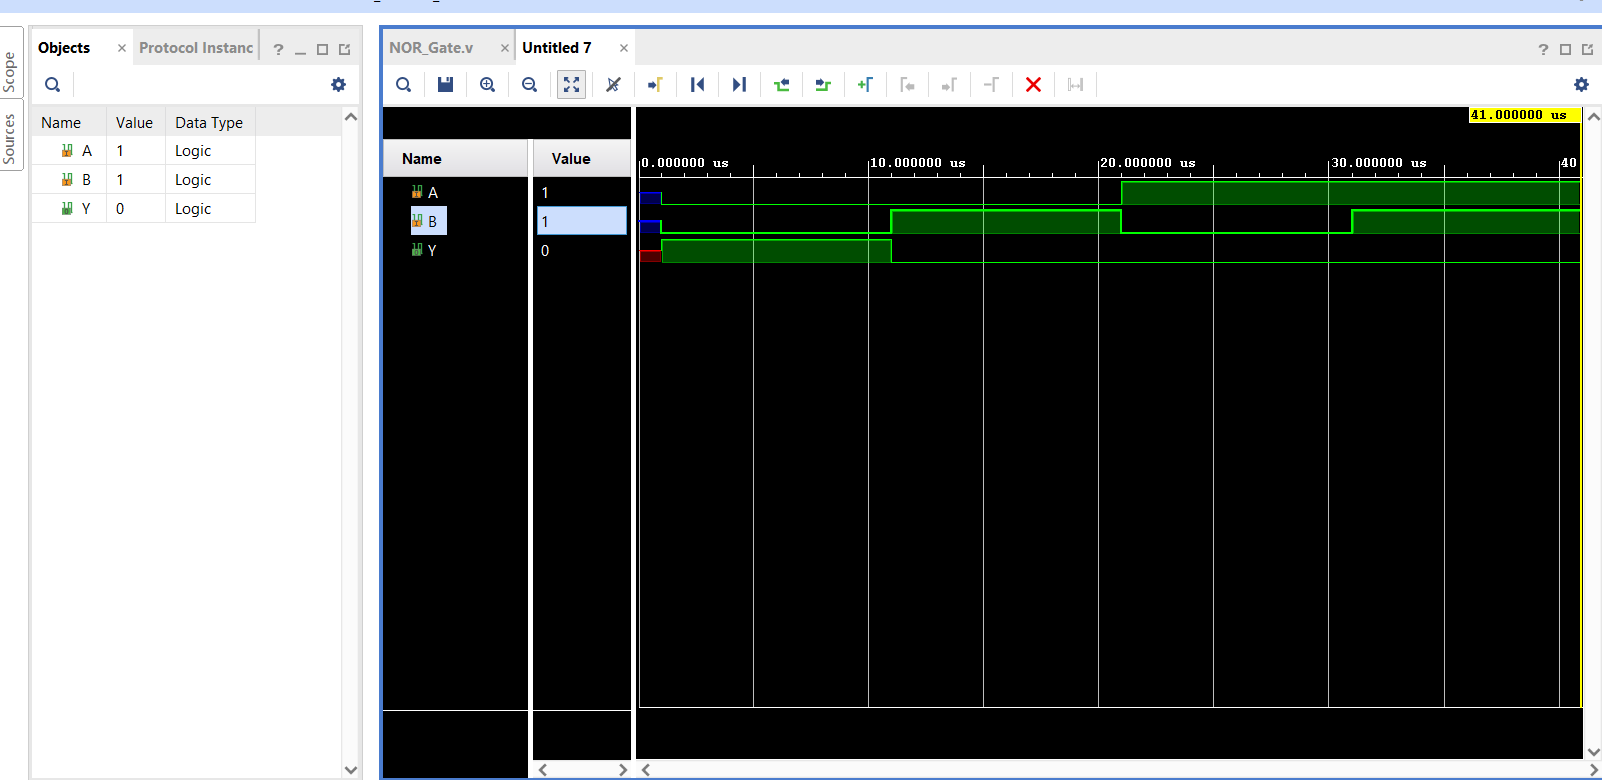 Scope
Sources
Objects
Protocol Instanc
Name Value Data Type
A 1 Logic
B 1 Logic
Y 0 Logic
NOR_Gate.v
Untitled 7
41.000000 us
Name Value
0.000000 us 10.000000 us 20.000000 us 30.000000 us 40
A 1
B 1
Y 0